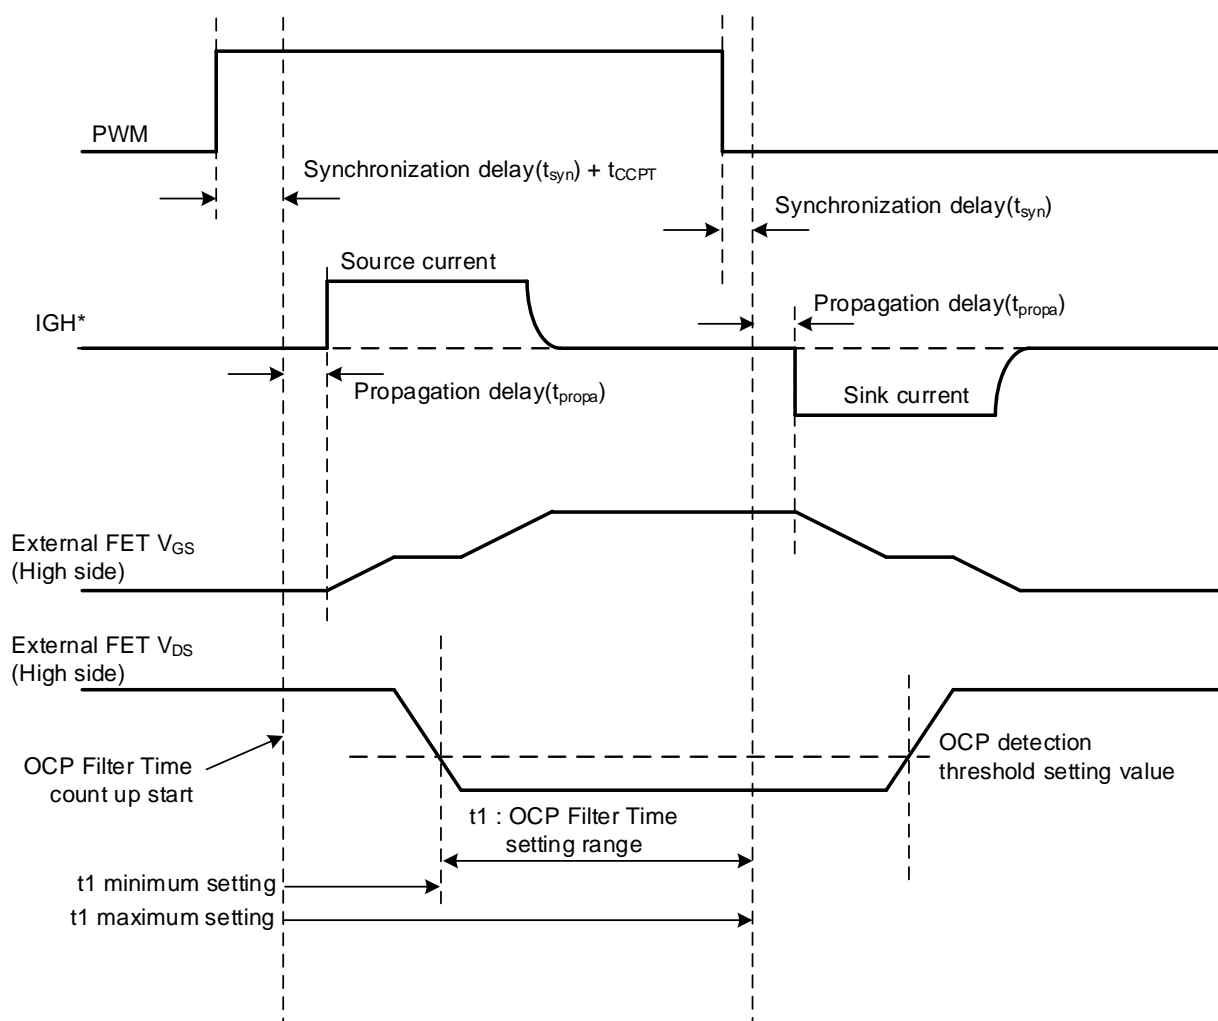 PWM
Synchronization delay(tsyn) + tCCPT
Synchronization delay(tsyn)
Source current
Propagation delay(tpropa)
IGH*
Propagation delay(tpropa)
Sink current
External FET VGS
(High side)
External FET VDS
(High side)
OCP detection
threshold setting value
OCP Filter Time
count up start
t1 : OCP Filter Time
setting range
t1 minimum setting
t1 maximum setting